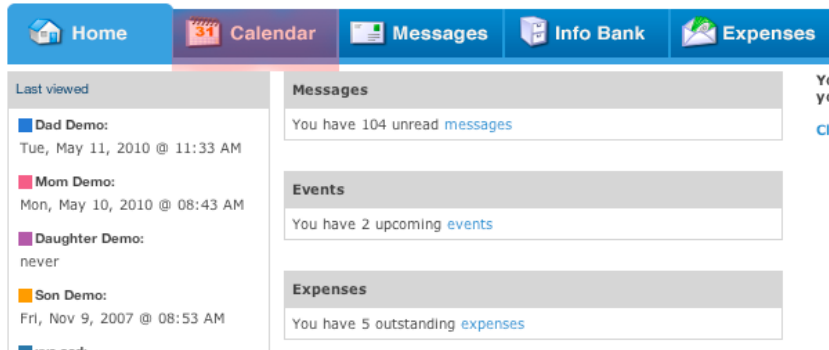 Home
31 Calendar
Messages
Info Bank
Expenses
Last viewed
Dad Demo:
Tue, May 11, 2010 @ 11:33 AM
Mom Demo:
Mon, May 10, 2010 @ 08:43 AM
Daughter Demo:
never
Son Demo:
Fri, Nov 9, 2007 @ 08:53 AM
Messages
You have 104 unread messages
Events
You have 2 upcoming events
Expenses
You have 5 outstanding expenses